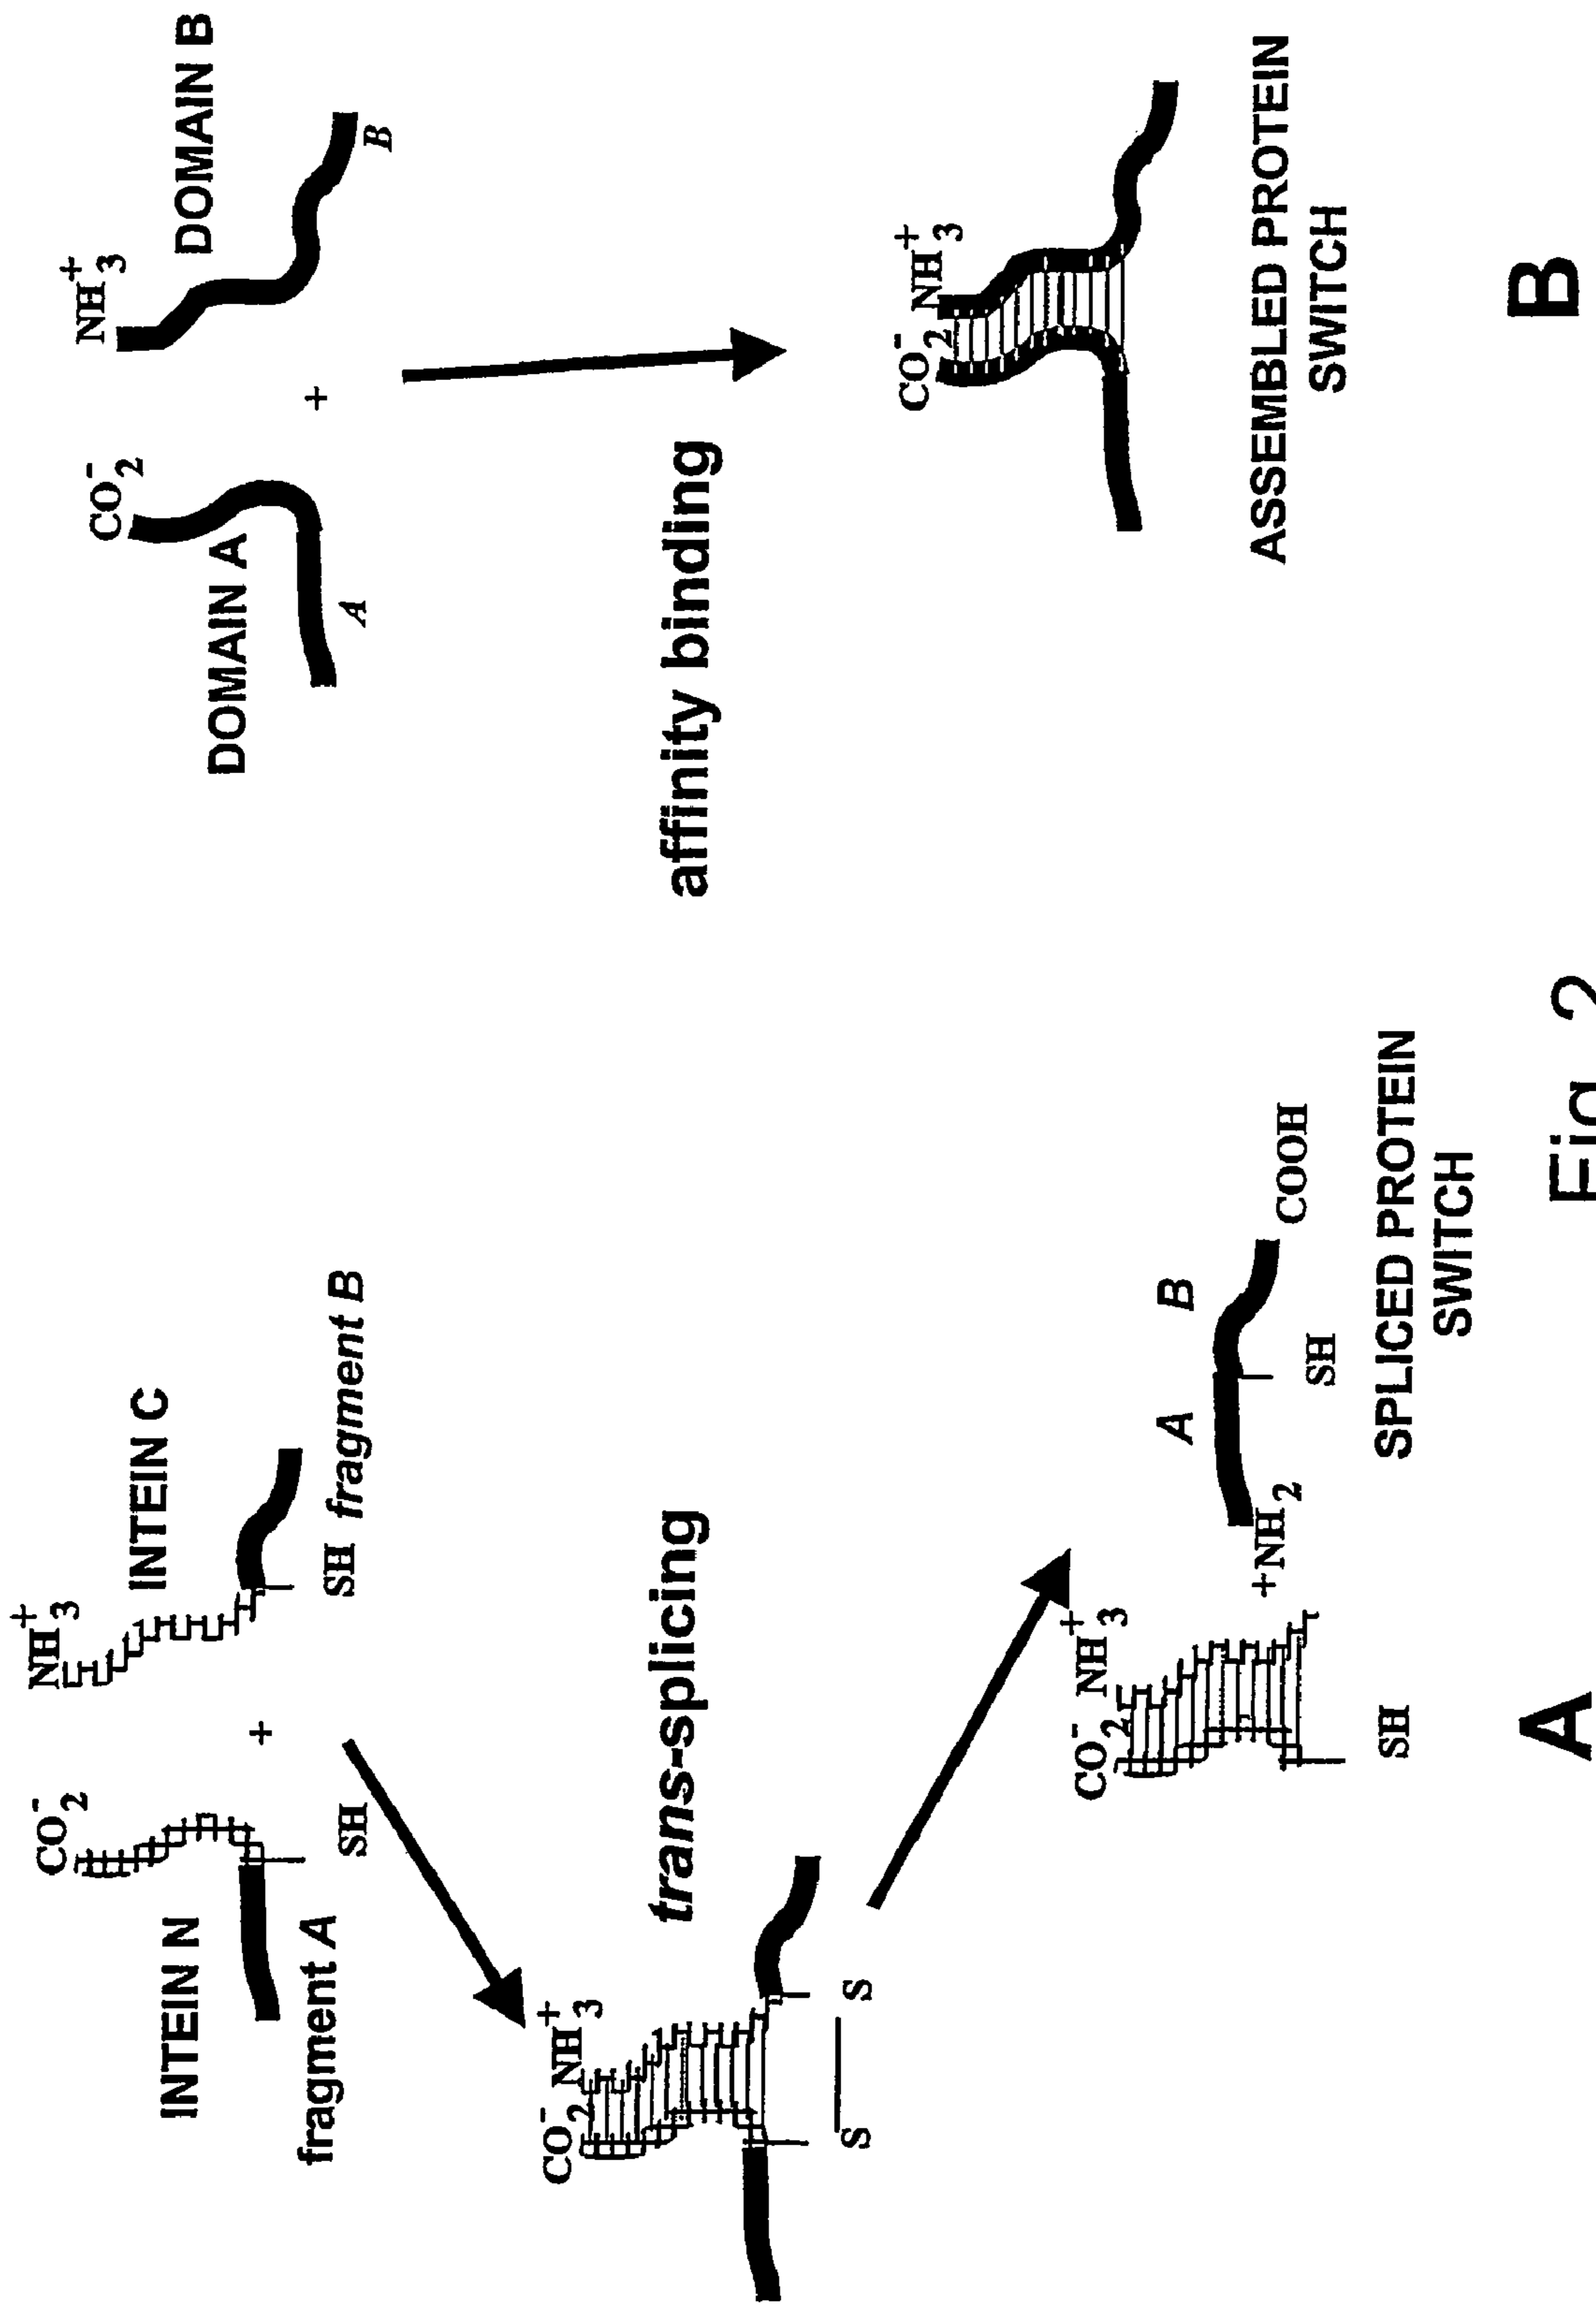 CO₂⁻
NH₃⁺
INTEIN N
INTEIN C
+
fragment A
SH
SH fragment B
CO₂⁻ NH₃⁺
trans-splicing
S
S
CO₂⁻ NH₃⁺
A
B
+NH₂
COOH
SH
SH
SPLICED PROTEIN
SWITCH
A
CO₂⁻
NH₃⁺
DOMAIN A
DOMAIN B
+
A
B
affinity binding
CO₂⁻ NH₃⁺
ASSEMBLED PROTEIN
SWITCH
B
Fig. 2